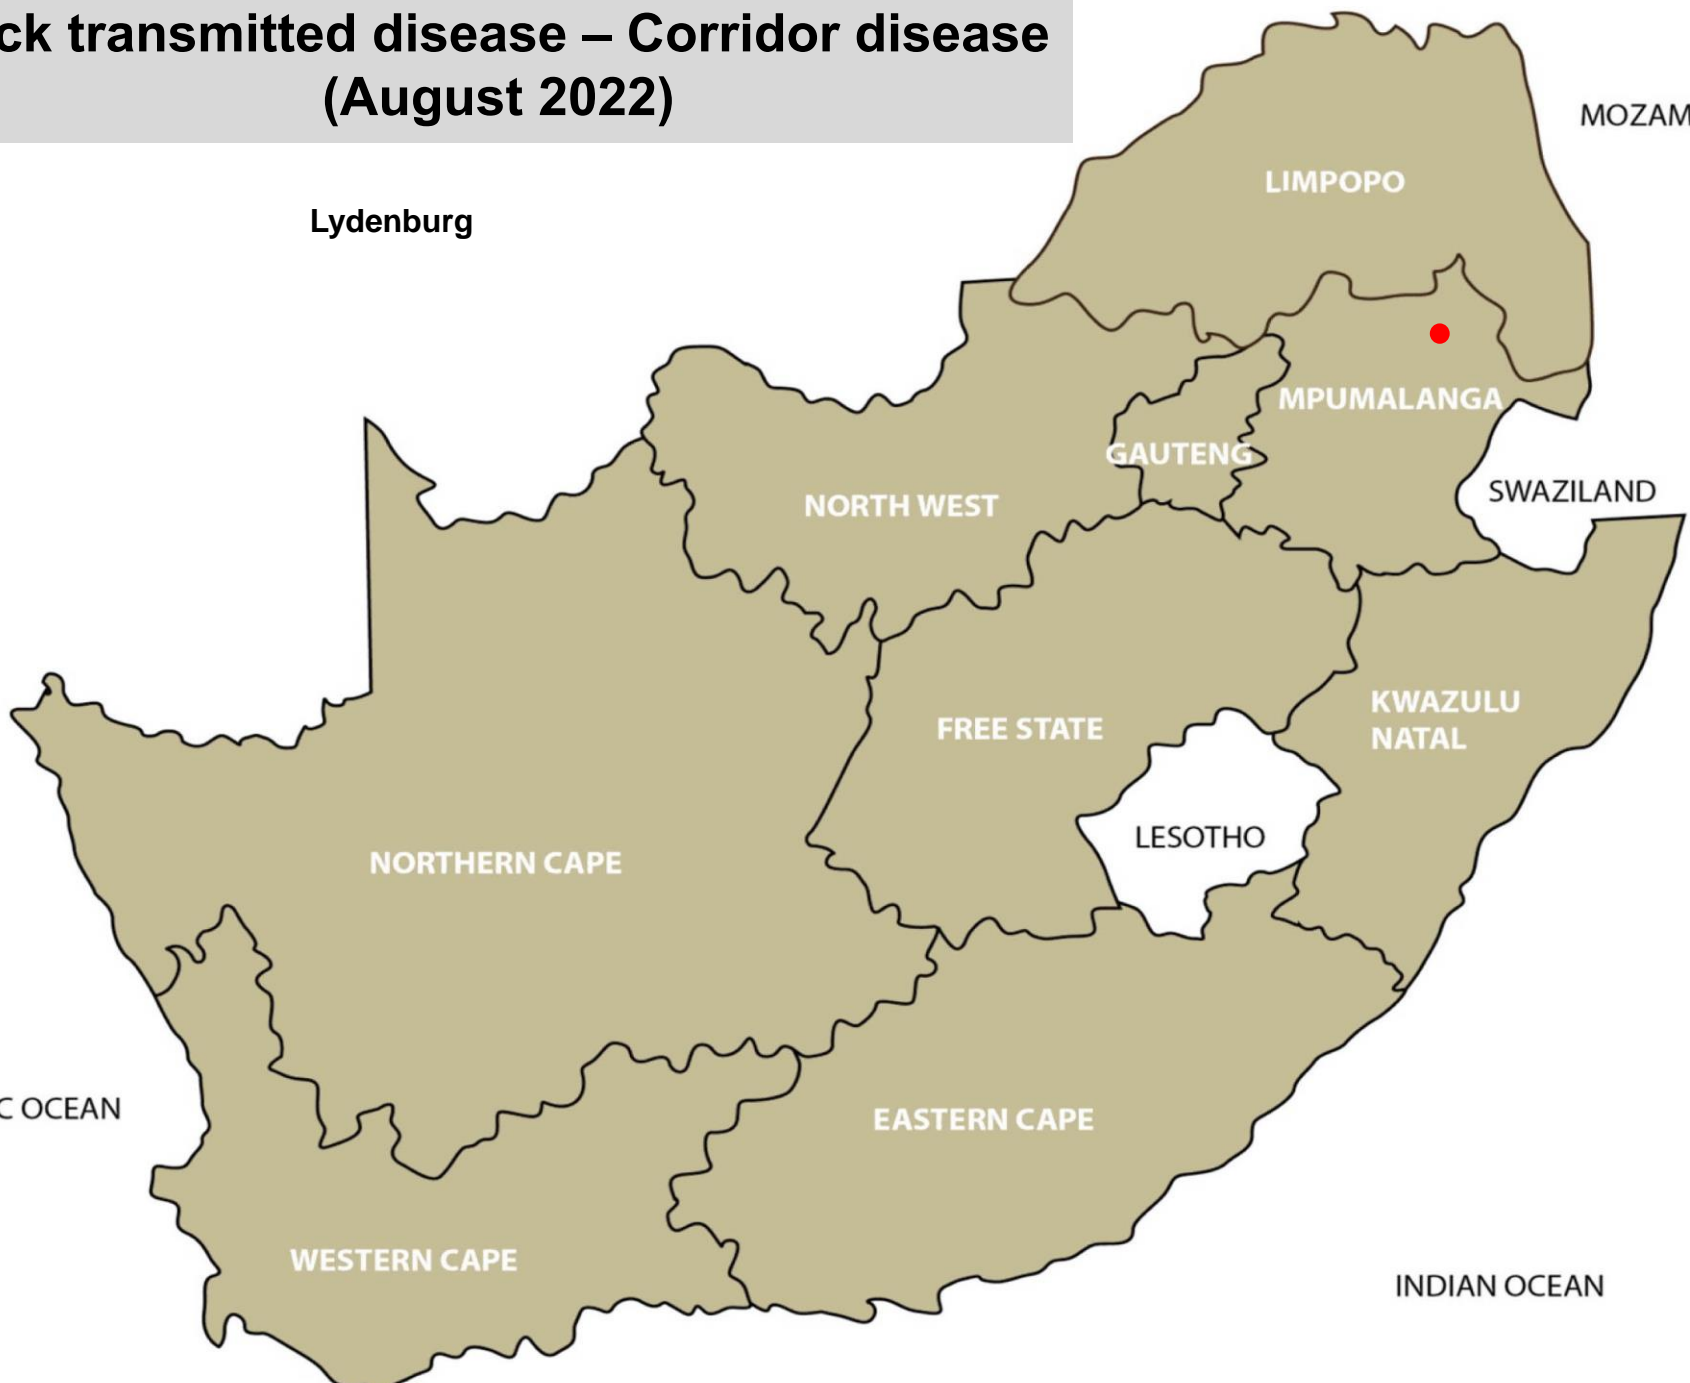 ck transmitted disease – Corridor disease
(August 2022)
MOZAM
LIMPOPO
Lydenburg
MPUMALANGA
GAUTENG
SWAZILAND
NORTH WEST
KWAZULU
NATAL
FREE STATE
LESOTHO
NORTHERN CAPE
C OCEAN
EASTERN CAPE
WESTERN CAPE
INDIAN OCEAN